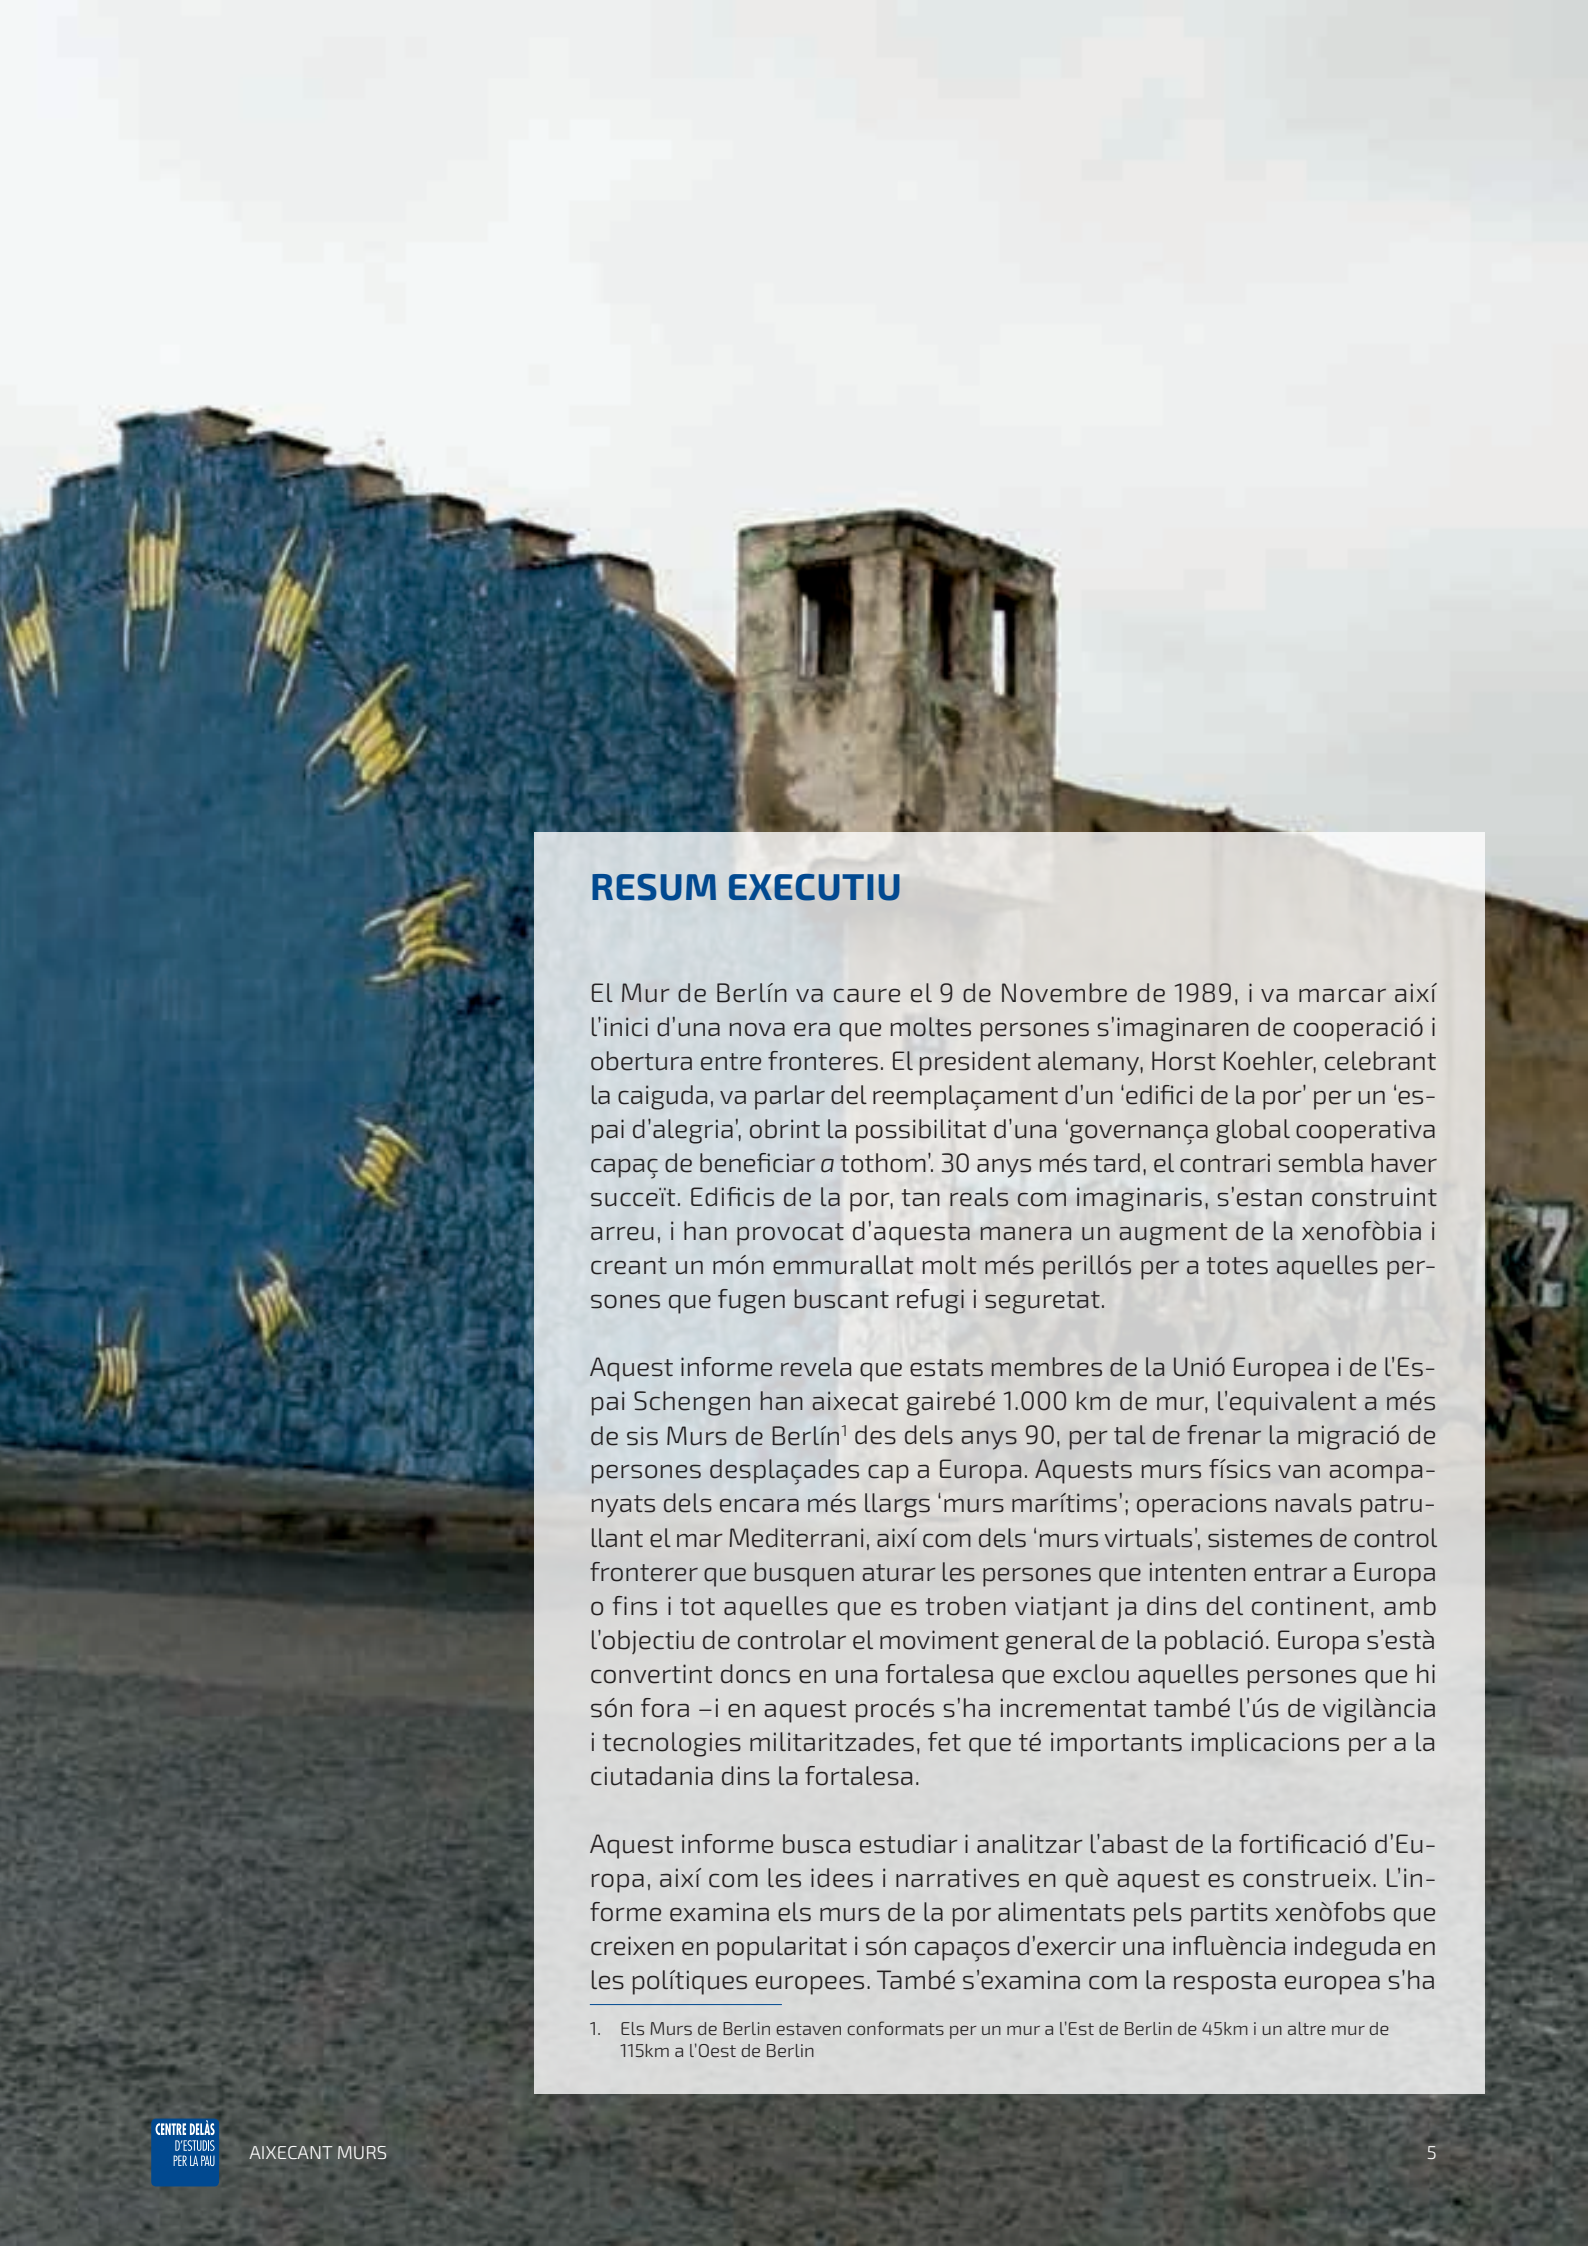 RESUM EXECUTIU
El Mur de Berlín va caure el 9 de Novembre de 1989, i va marcar així
l’inici d’una nova era que moltes persones s’imaginaren de cooperació i
obertura entre fronteres. El president alemany, Horst Koehler, celebrant
la caiguda, va parlar del reemplaçament d’un ‘edifici de la por’ per un ‘es-
pai d’alegria’, obrint la possibilitat d’una ‘governança global cooperativa
capaç de beneficiar a tothom’. 30 anys més tard, el contrari sembla haver
succeït. Edificis de la por, tan reals com imaginaris, s’estan construint
arreu, i han provocat d’aquesta manera un augment de la xenofòbia i
creant un món emmurallat molt més perillós per a totes aquelles per-
sones que fugen buscant refugi i seguretat.
Aquest informe revela que estats membres de la Unió Europea i de l’Es-
pai Schengen han aixecat gairebé 1.000 km de mur, l’equivalent a més
de sis Murs de Berlín1 des dels anys 90, per tal de frenar la migració de
persones desplaçades cap a Europa. Aquests murs físics van acompa-
nyats dels encara més llargs ‘murs marítims’; operacions navals patru-
llant el mar Mediterrani, així com dels ‘murs virtuals’, sistemes de control
fronterer que busquen aturar les persones que intenten entrar a Europa
o fins i tot aquelles que es troben viatjant ja dins del continent, amb
l’objectiu de controlar el moviment general de la població. Europa s’està
convertint doncs en una fortalesa que exclou aquelles persones que hi
són fora –i en aquest procés s’ha incrementat també l’ús de vigilància
i tecnologies militaritzades, fet que té importants implicacions per a la
ciutadania dins la fortalesa.
Aquest informe busca estudiar i analitzar l’abast de la fortificació d’Eu-
ropa, així com les idees i narratives en què aquest es construeix. L’in-
forme examina els murs de la por alimentats pels partits xenòfobs que
creixen en popularitat i són capaços d’exercir una influència indeguda en
les polítiques europees. També s’examina com la resposta europea s’ha
1. Els Murs de Berlin estaven conformats per un mur a l’Est de Berlin de 45km i un altre mur de
115km a l’Oest de Berlin
CENTRE DELÀS
D’ESTUDIS
PER LA PAU
AIXECANT MURS
5